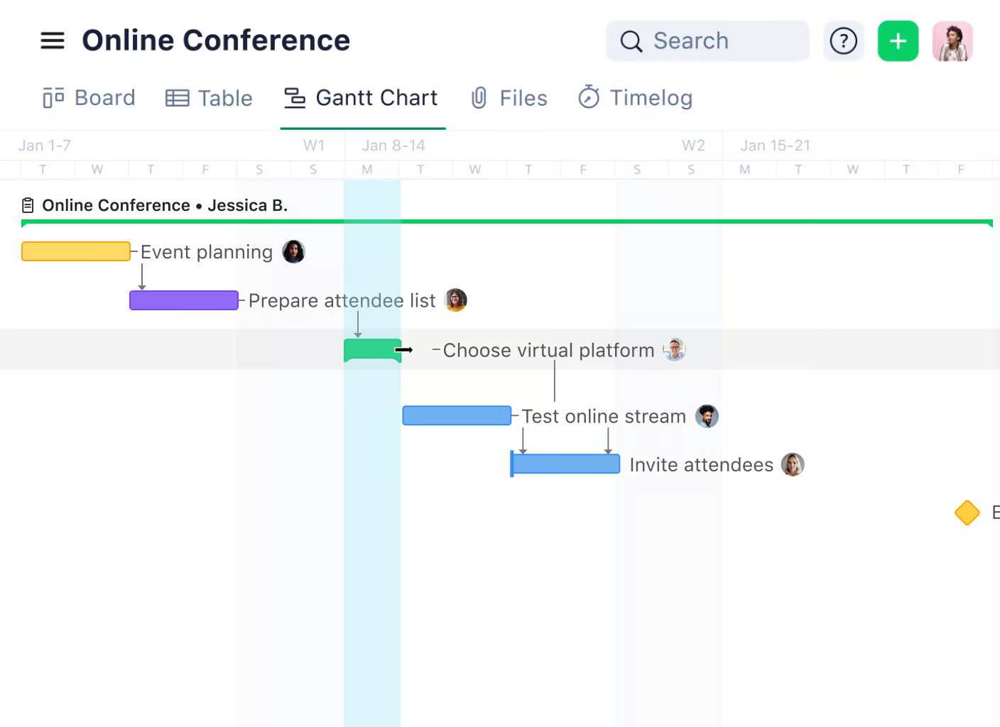 Online Conference
Search
?
Board Table Gantt Chart Files Timelog
Jan 1-7 W1 Jan 8-14 W2 Jan 15-21
T W T F S S M T W T F S S M T W T F
Online Conference • Jessica B.
Event planning
Prepare attendee list
Choose virtual platform
Test online stream
Invite attendees
E